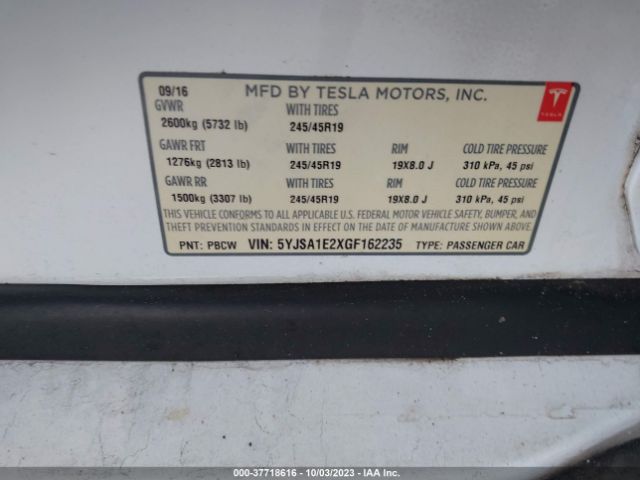 09/16 MFD BY TESLA MOTORS, INC.
TESLA
GVWR WITH TIRES
2600kg (5732 lb) 245/45R19
GAWR FRT WITH TIRES RIM COLD TIRE PRESSURE
1276kg (2813 lb) 245/45R19 19X8.0 J 310 kPa, 45 psi
GAWR RR WITH TIRES RIM COLD TIRE PRESSURE
1500kg (3307 lb) 245/45R19 19X8.0 J 310 kPa, 45 psi
THIS VEHICLE CONFORMS TO ALL APPLICABLE U.S. FEDERAL MOTOR VEHICLE SAFETY, BUMPER, AND
THEFT PREVENTION STANDARDS IN EFFECT ON THE DATE OF MANUFACTURE SHOWN ABOVE.
PNT: PBCW VIN: 5YJSA1E2XGF162235 TYPE: PASSENGER CAR
000-37718616 - 10/03/2023 - IAA Inc.